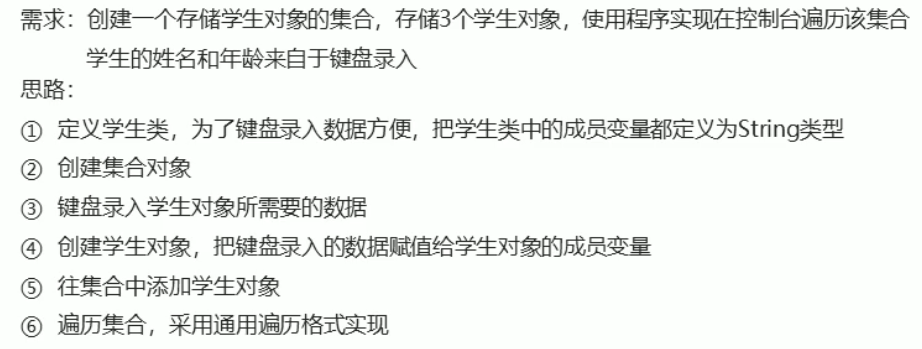 需求：创建一个存储学生对象的集合，存储3个学生对象，使用程序实现在控制台遍历该集合
学生的姓名和年龄来自于键盘录入
思路：
① 定义学生类，为了键盘录入数据方便，把学生类中的成员变量都定义为String类型
② 创建集合对象
③ 键盘录入学生对象所需要的数据
④ 创建学生对象，把键盘录入的数据赋值给学生对象的成员变量
⑤ 往集合中添加学生对象
⑥ 遍历集合，采用通用遍历格式实现